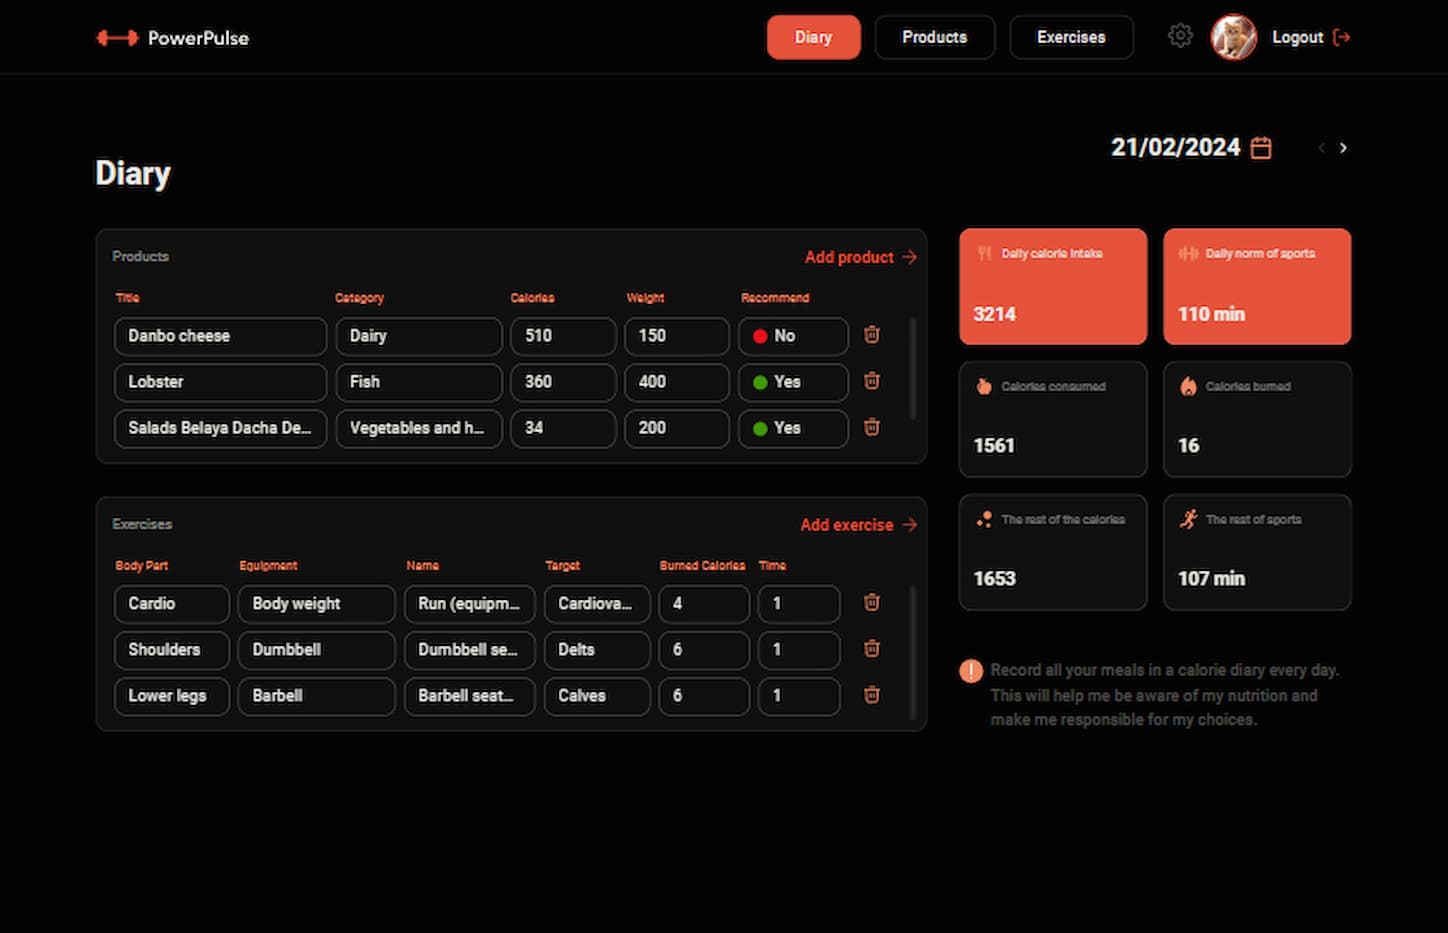 PowerPulse
Diary
Products
Exercises
Logout
21/02/2024
Diary
Products
Add product
Title Category Calories Weight Recommend
Danbo cheese Dairy 510 150 No
Lobster Fish 360 400 Yes
Salads Belaya Dacha De... Vegetables and h... 34 200 Yes
Exercises
Add exercise
Body Part Equipment Name Target Burned Calories Time
Cardio Body weight Run (equipm... Cardiova... 4 1
Shoulders Dumbbell Dumbbell se... Delts 6 1
Lower legs Barbell Barbell seat... Calves 6 1
Daily calorie intake
3214
Daily norm of sports
110 min
Calories consumed
1561
Calories burned
16
The rest of the calories
1653
The rest of sports
107 min
Record all your meals in a calorie diary every day.
This will help me be aware of my nutrition and
make me responsible for my choices.